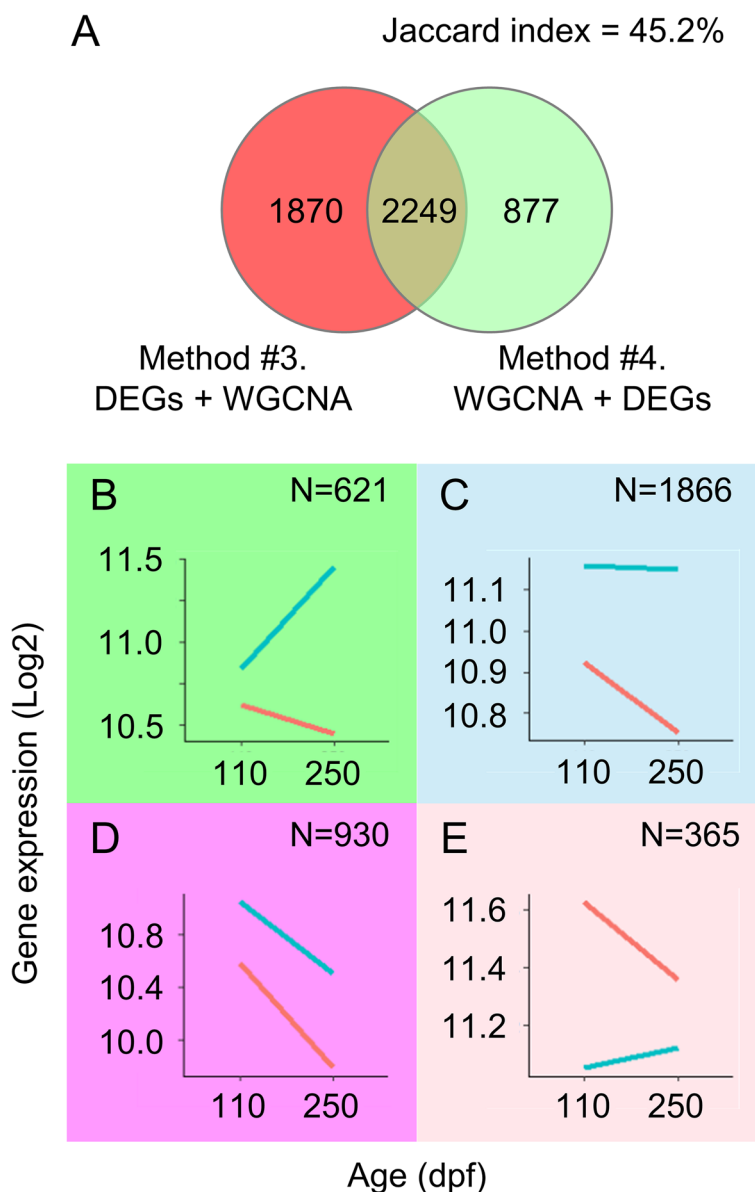 A
Jaccard index = 45.2%
1870
2249
877
Method #3.
DEGs + WGCNA
Method #4.
WGCNA + DEGs
Gene expression (Log2)
B
N=621
11.5
11.0
10.5
110
250
C
N=1866
11.1
11.0
10.9
10.8
110
250
D
N=930
10.8
10.4
10.0
110
250
E
N=365
11.6
11.4
11.2
110
250
Age (dpf)